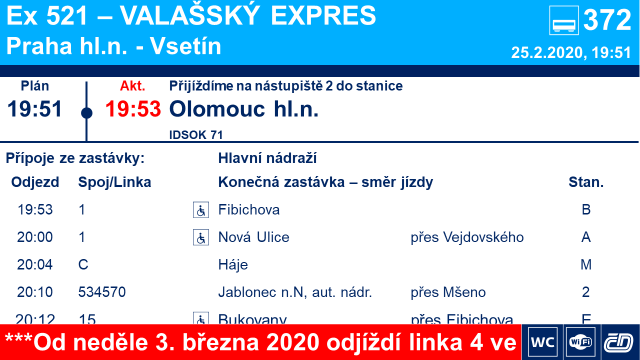 Ex 521 – VALAŠSKÝ EXPRES
372
Praha hl.n. - Vsetín
25.2.2020, 19:51
Plán Akt. Přijíždíme na nástupiště 2 do stanice
19:51 19:53 Olomouc hl.n.
IDSOK 71
Přípoje ze zastávky: Hlavní nádraží
Odjezd Spoj/Linka Konečná zastávka – směr jízdy Stan.
19:53 1 Fibichova B
20:00 1 Nová Ulice přes Vejdovského A
20:04 C Háje M
20:10 534570 Jablonec n.N, aut. nádr. přes Mšeno 2
20:12 15 Bukovany přes Fibichova E
***Od neděle 3. března 2020 odjíždí linka 4 ve
WC WiFi ČD